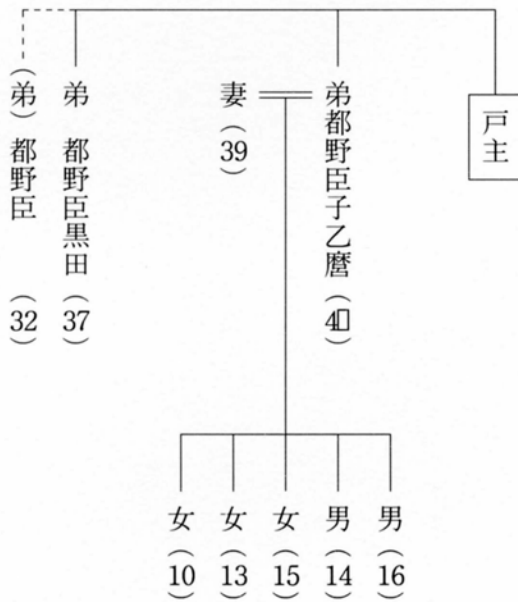 戸主
弟都野臣子乙麿（4□）
妻（39）
弟　都野臣黒田（37）
（弟）都野臣　（32）
男（16）
男（14）
女（15）
女（13）
女（10）